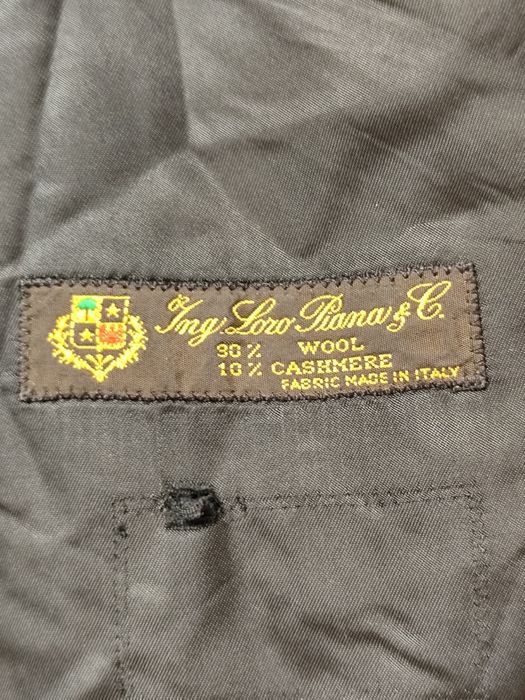 Ing Loro Piana & C.
90 % WOOL
10 % CASHMERE
FABRIC MADE IN ITALY